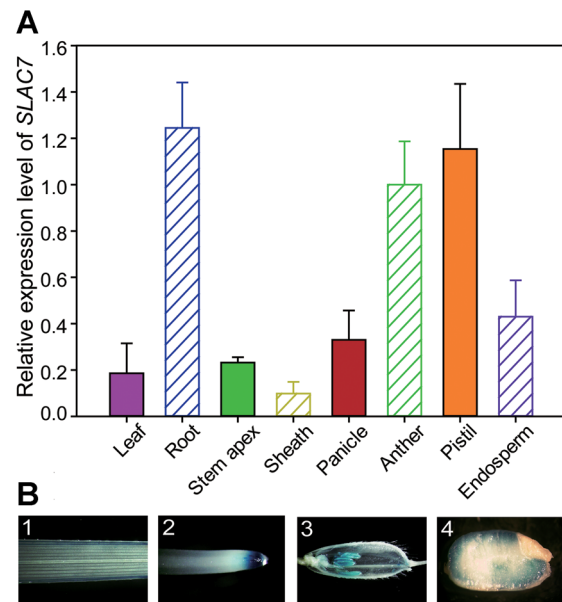 A
Relative expression level of SLAC7
1.6
1.4
1.2
1.0
0.8
0.6
0.4
0.2
0.0
Leaf
Root
Stem apex
Sheath
Panicle
Anther
Pistil
Endosperm
B
1
2
3
4